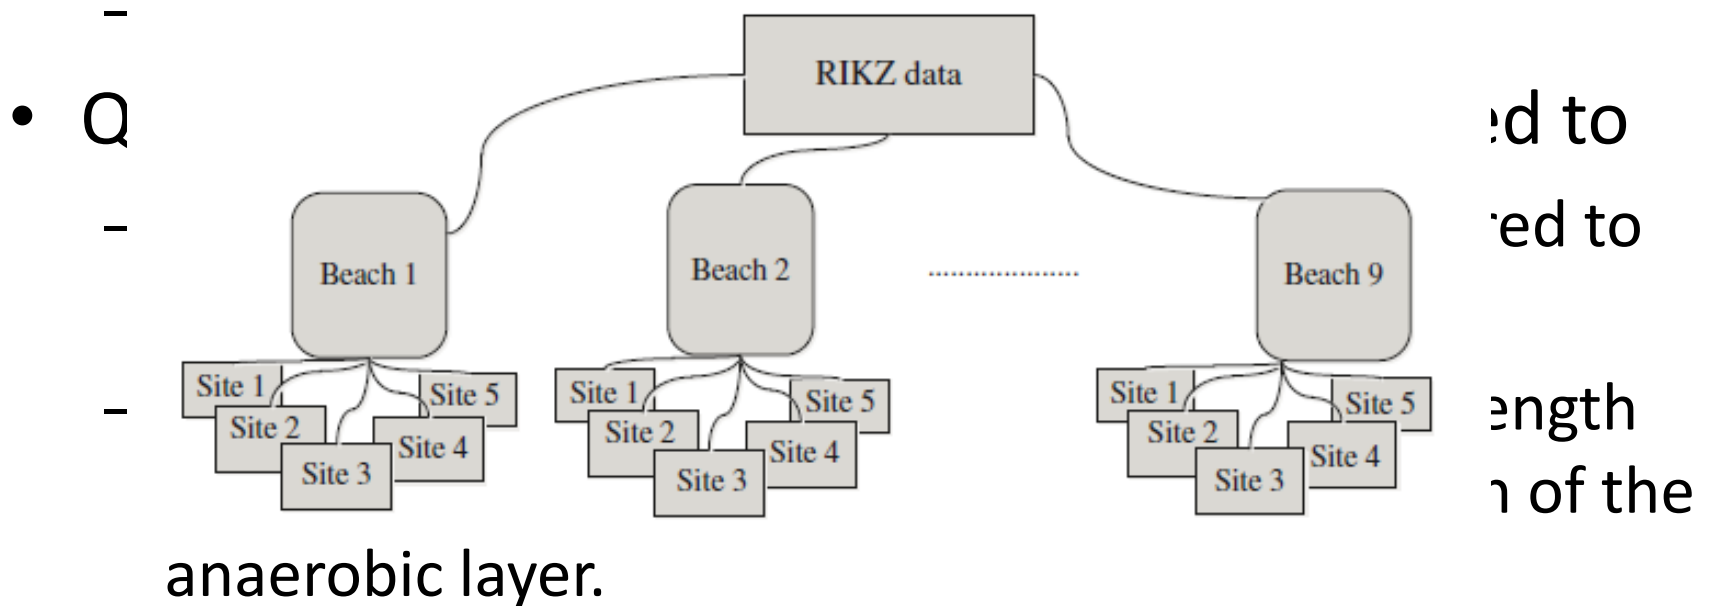 –
RIKZ data
• Q
ed to
– red to
Beach 1 Beach 2 ................... Beach 9
Site 1 Site 2 Site 3 Site 4 Site 5
Site 1 Site 2 Site 3 Site 4 Site 5
Site 1 Site 2 Site 3 Site 4 Site 5
– ength
n of the
anaerobic layer.